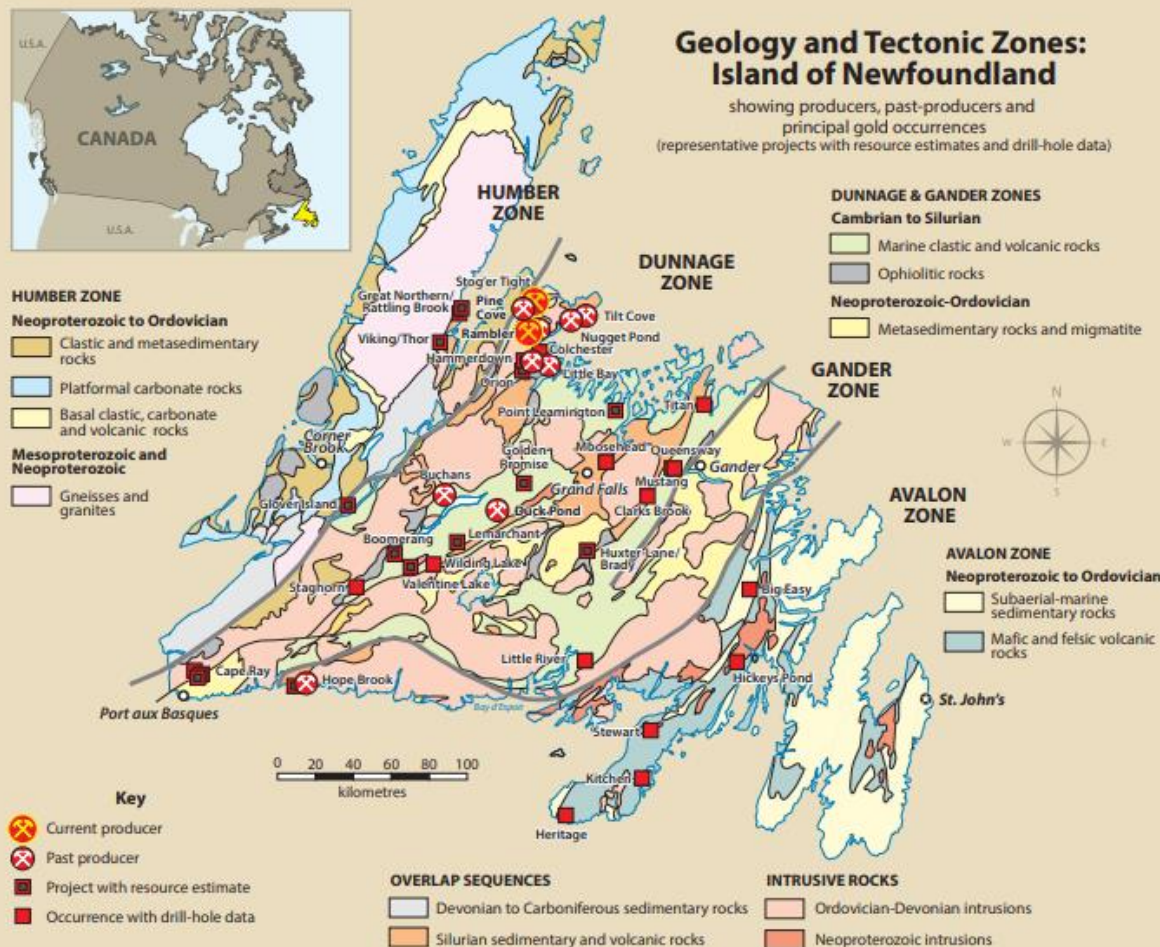 Geology and Tectonic Zones:
Island of Newfoundland
showing producers, past-producers and
principal gold occurrences
(representative projects with resource estimates and drill-hole data)
U.S.A.
CANADA
U.S.A.
HUMBER ZONE
Neoproterozoic to Ordovician
Clastic and metasedimentary
rocks
Platformal carbonate rocks
Basal clastic, carbonate
and volcanic rocks
Mesoproterozoic and
Neoproterozoic
Gneisses and
granites
DUNNAGE & GANDER ZONES
Cambrian to Silurian
Marine clastic and volcanic rocks
Ophiolitic rocks
Neoproterozoic-Ordovician
Metasedimentary rocks and migmatite
HUMBER
ZONE
DUNNAGE
ZONE
GANDER
ZONE
AVALON
ZONE
N
W
E
S
AVALON ZONE
Neoproterozoic to Ordovician
Subaerial-marine
sedimentary rocks
Mafic and felsic volcanic
rocks
Stog'er Tight
Great Northern/
Rattling Brook
Pine
Cove
Tilt Cove
Viking/Thor
Rambler
Nugget Pond
Hammerdown
Colchester
Orion
Little Bay
Point Leamington
Titan
Corner
Brook
Golden
Promise
Moosehead
Queensway
Gander
Buchans
Grand Falls
Mustang
Glover Island
Duck Pond
Clarks Brook
Boomerang
Lemarchant
Huxter Lane/
Brady
Wilding Lake
Staghorn
Valentine Lake
Big Easy
Little River
Cape Ray
Hope Brook
Hickeys Pond
Port aux Basques
Bay d'Espoir
St. John's
Stewart
Kitchen
Heritage
0 20 40 60 80 100
kilometres
Key
Current producer
Past producer
Project with resource estimate
Occurrence with drill-hole data
OVERLAP SEQUENCES
Devonian to Carboniferous sedimentary rocks
Silurian sedimentary and volcanic rocks
INTRUSIVE ROCKS
Ordovician-Devonian intrusions
Neoproterozoic intrusions